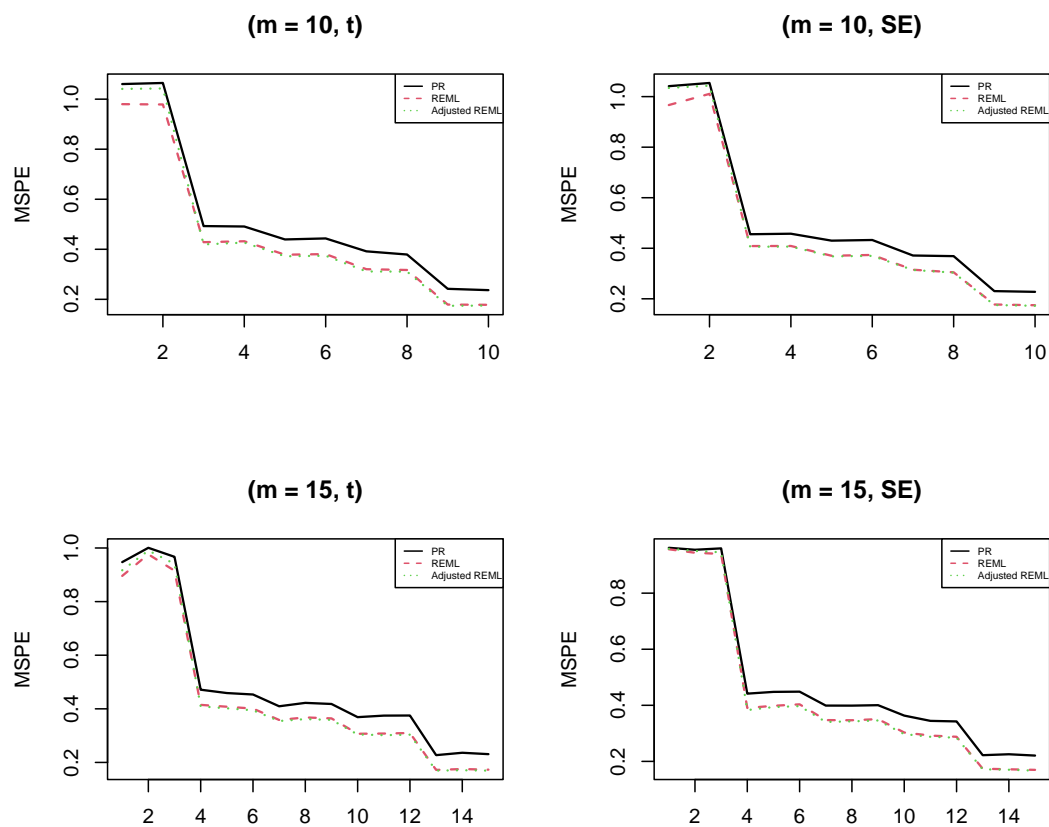 (m = 10, t)
MSPE
1.0
0.8
0.6
0.4
0.2
PR
REML
Adjusted REML
2 4 6 8 10
(m = 10, SE)
MSPE
1.0
0.8
0.6
0.4
0.2
PR
REML
Adjusted REML
2 4 6 8 10
(m = 15, t)
MSPE
1.0
0.8
0.6
0.4
0.2
PR
REML
Adjusted REML
2 4 6 8 10 12 14
(m = 15, SE)
MSPE
0.8
0.6
0.4
0.2
PR
REML
Adjusted REML
2 4 6 8 10 12 14